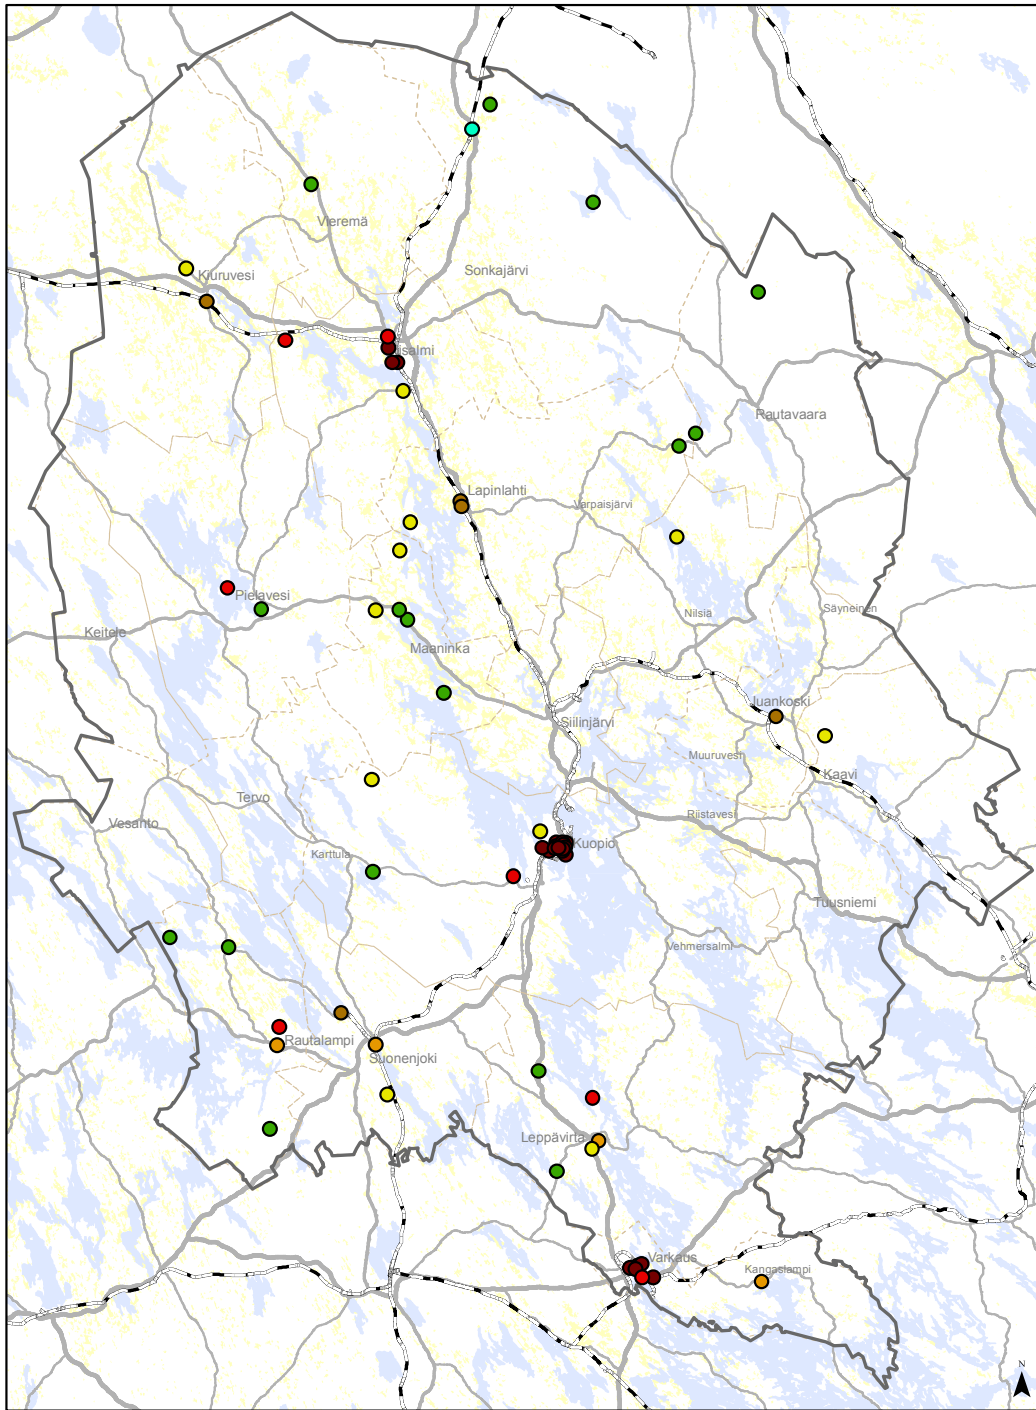 Vieremä
Sonkajärvi
Kiuruvesi
Iisalmi
Rautavaara
Lapinlahti
Varpaisjärvi
Pielavesi
Säyneinen
Nilsiä
Keitele
Maaninka
Juankoski
Siilinjärvi
Muuruvesi
Kaavi
Tervo
Vesanto
Riistavesi
Kuopio
Karttula
Tuusniemi
Vehmersalmi
Rautalampi
Suonenjoki
Leppävirta
Varkaus
Kangaslampi
N